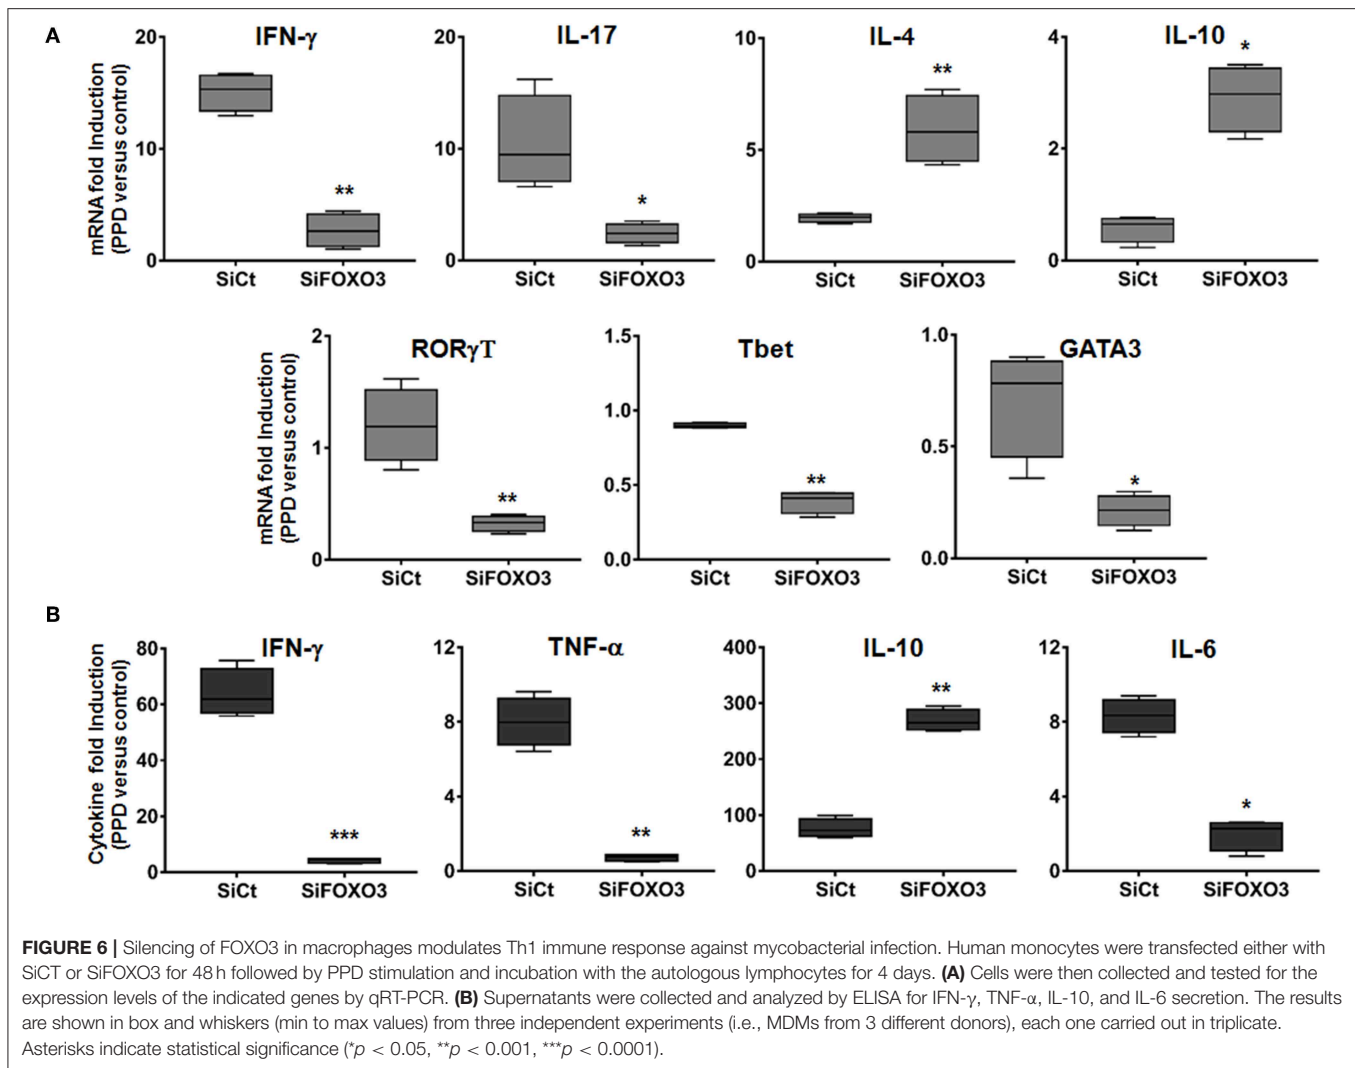 A
IFN-γ
IL-17
IL-4
IL-10
mRNA fold Induction
(PPD versus control)
20
10
0
**
SiCt SiFOXO3
20
10
0
*
SiCt SiFOXO3
10
5
0
**
SiCt SiFOXO3
4
2
0
*
SiCt SiFOXO3
RORγT
Tbet
GATA3
mRNA fold Induction
(PPD versus control)
2
1
0
**
SiCt SiFOXO3
1.5
1.0
0.5
0.0
**
SiCt SiFOXO3
1.0
0.5
0.0
*
SiCt SiFOXO3
B
IFN-γ
TNF-α
IL-10
IL-6
Cytokine fold Induction
(PPD versus control)
80
60
40
20
0
***
SiCt SiFOXO3
12
8
4
0
**
SiCt SiFOXO3
400
300
200
100
0
**
SiCt SiFOXO3
12
8
4
0
*
SiCt SiFOXO3
FIGURE 6 | Silencing of FOXO3 in macrophages modulates Th1 immune response against mycobacterial infection. Human monocytes were transfected either with
SiCT or SiFOXO3 for 48 h followed by PPD stimulation and incubation with the autologous lymphocytes for 4 days. (A) Cells were then collected and tested for the
expression levels of the indicated genes by qRT-PCR. (B) Supernatants were collected and analyzed by ELISA for IFN-γ, TNF-α, IL-10, and IL-6 secretion. The results
are shown in box and whiskers (min to max values) from three independent experiments (i.e., MDMs from 3 different donors), each one carried out in triplicate.
Asterisks indicate statistical significance (*p < 0.05, **p < 0.001, ***p < 0.0001).